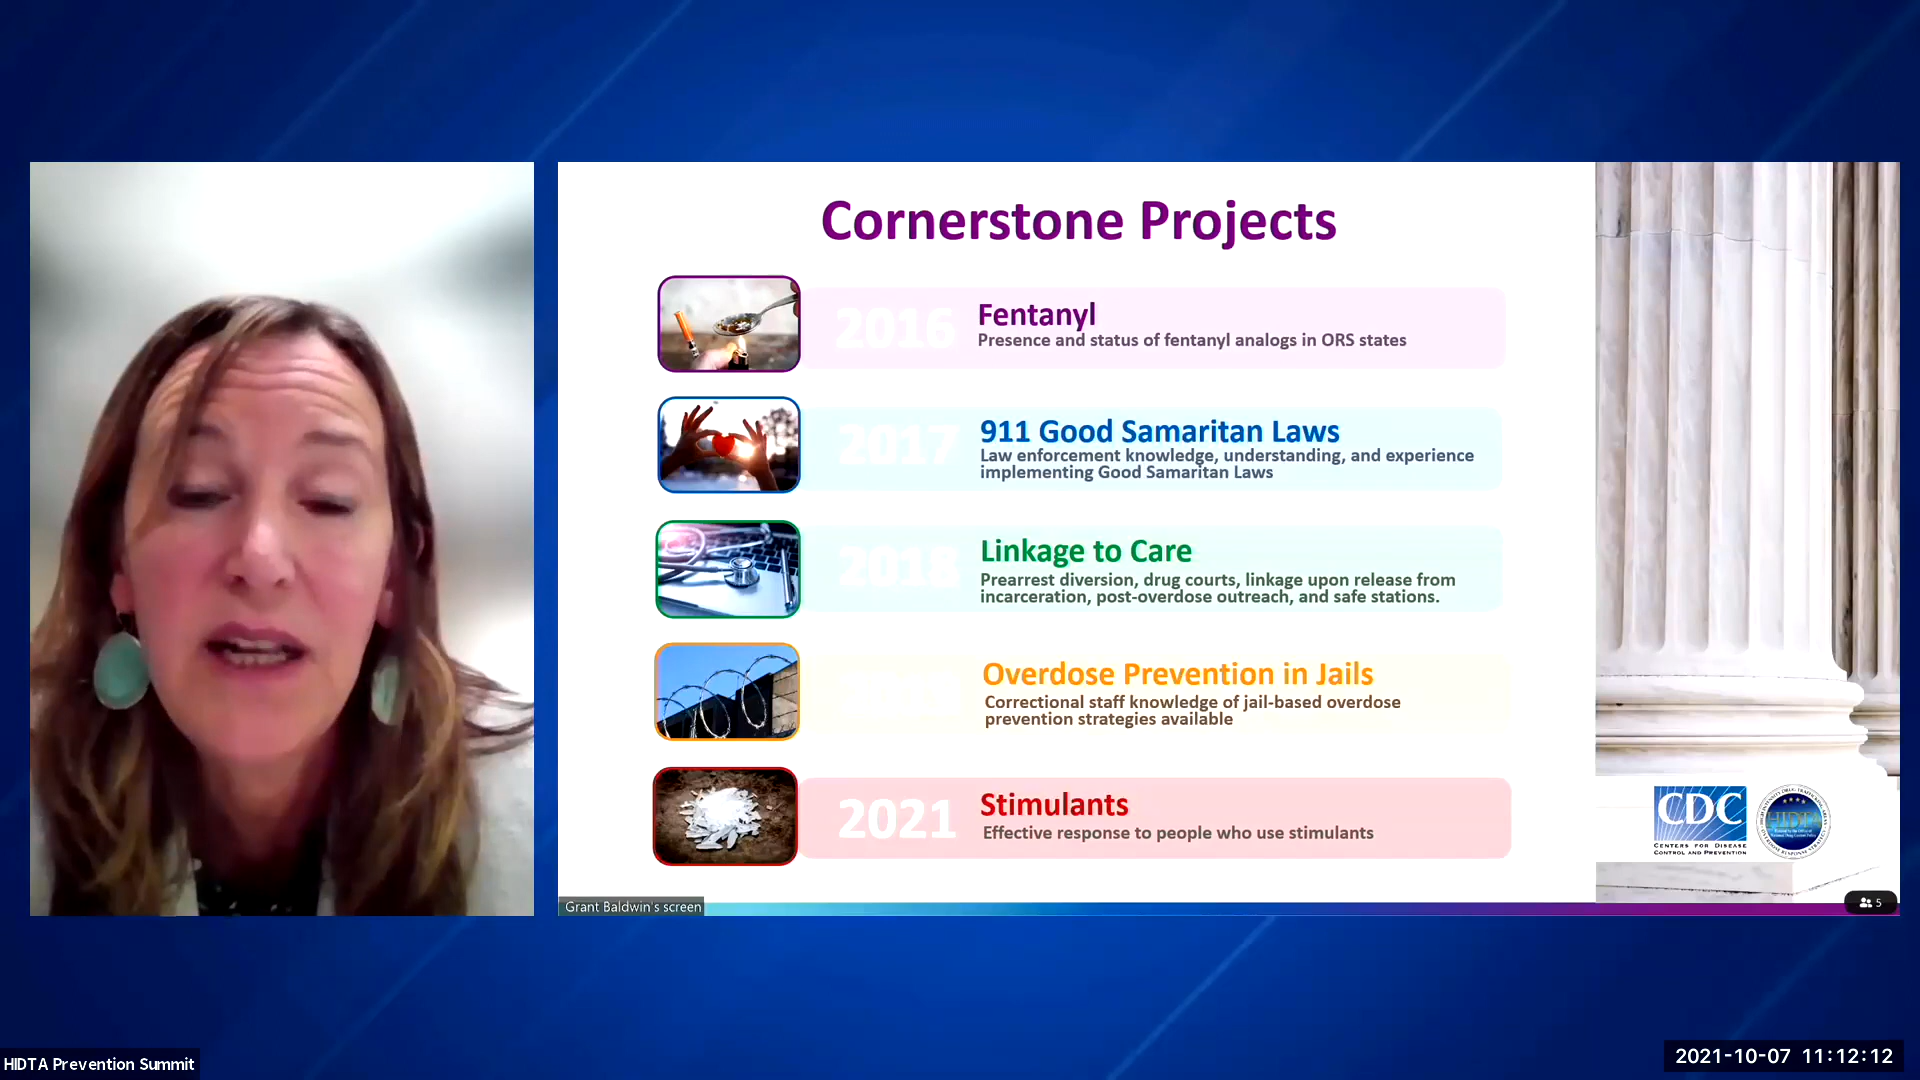 Cornerstone Projects
2016
Fentanyl
Presence and status of fentanyl analogs in ORS states
2017
911 Good Samaritan Laws
Law enforcement knowledge, understanding, and experience
implementing Good Samaritan Laws
2018
Linkage to Care
Prearrest diversion, drug courts, linkage upon release from
incarceration, post-overdose outreach, and safe stations.
Overdose Prevention in Jails
Correctional staff knowledge of jail-based overdose
prevention strategies available
2021
Stimulants
Effective response to people who use stimulants
CDC
CENTERS FOR DISEASE
CONTROL AND PREVENTION
HIDTA
Grant Baldwin's screen
5
HIDTA Prevention Summit
2021-10-07 11:12:12